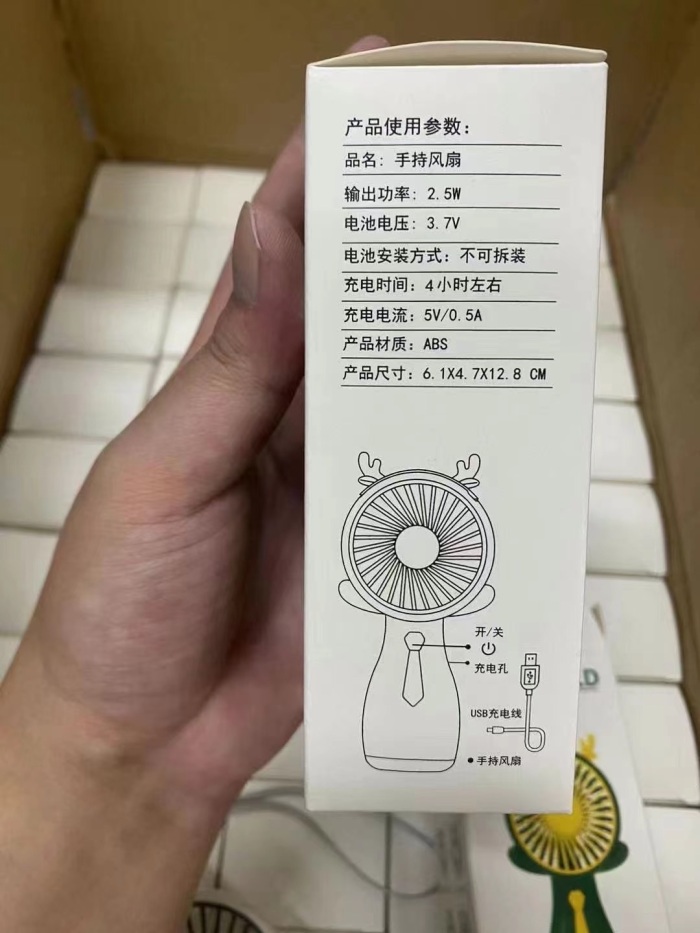 产品使用参数：
品名：手持风扇
输出功率：2.5W
电池电压：3.7V
电池安装方式：不可拆装
充电时间：4小时左右
充电电流：5V/0.5A
产品材质：ABS
产品尺寸：6.1X4.7X12.8 CM
开/关
充电孔
USB充电线
手持风扇